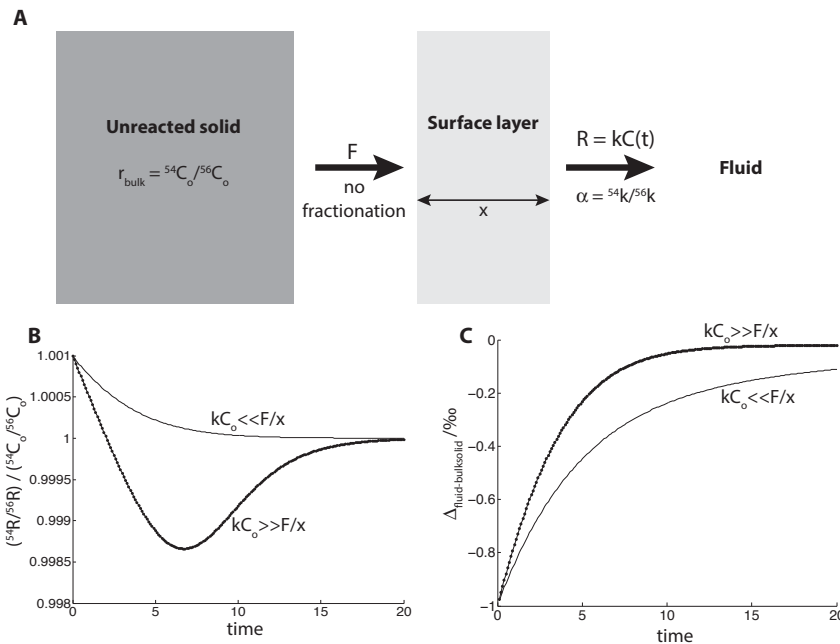 A
Unreacted solid
r_bulk = ⁵⁴C_o/⁵⁶C_o
F
no
fractionation
Surface layer
x
R = kC(t)
α = ⁵⁴k/⁵⁶k
Fluid
B
(⁵⁴R/⁵⁶R) / (⁵⁴C_o/⁵⁶C_o)
1.001
1.0005
1
0.9995
0.999
0.9985
0.998
kC_o<<F/x
kC_o>>F/x
0 5 10 15 20
time
C
Δ_fluid-bulksolid /‰
0
−0.2
−0.4
−0.6
−0.8
−1
kC_o>>F/x
kC_o<<F/x
0 5 10 15 20
time